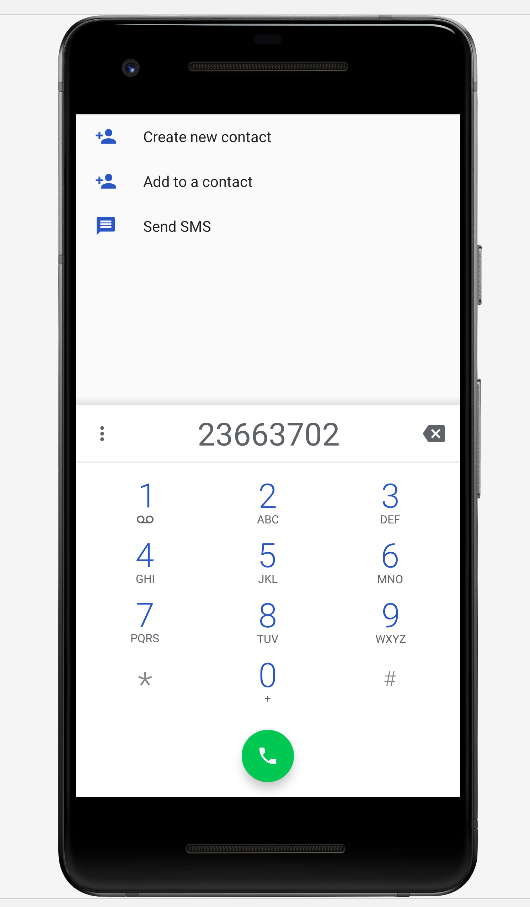 Create new contact
Add to a contact
Send SMS
23663702
1 2 3
ABC DEF
4 5 6
GHI JKL MNO
7 8 9
PQRS TUV WXYZ
* 0 #
+